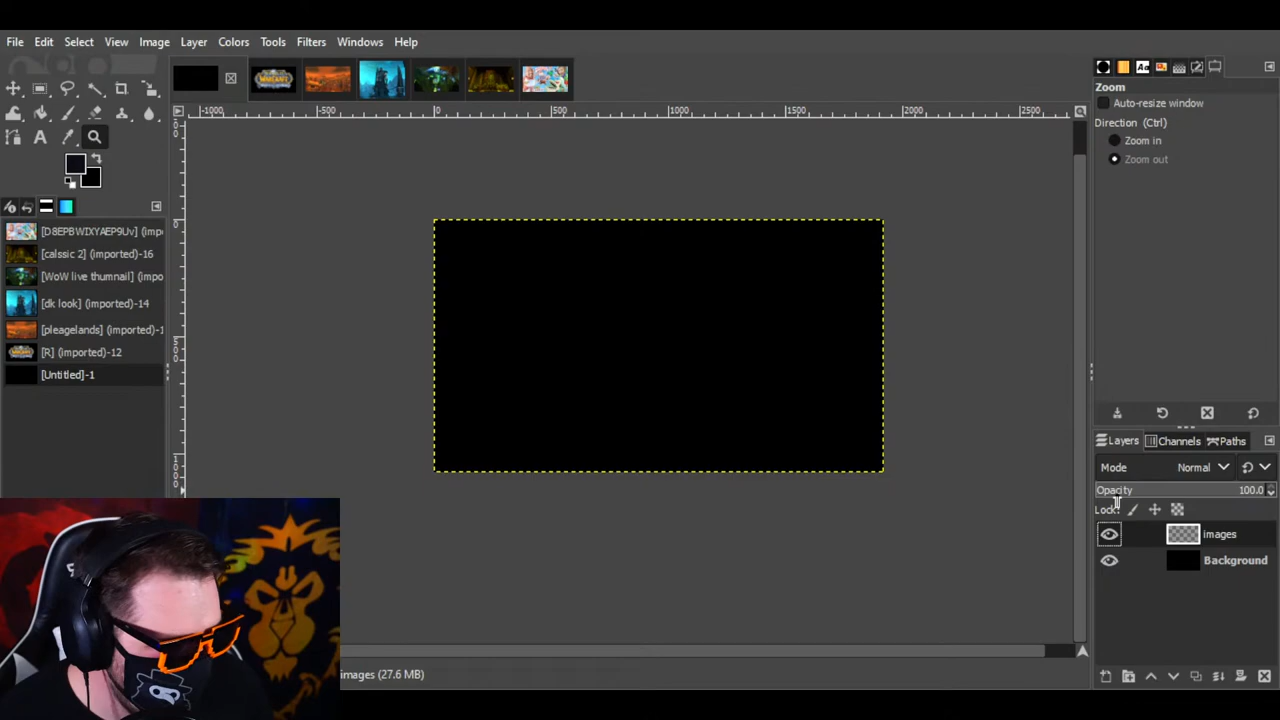 File Edit Select View Image Layer Colors Tools Filters Windows Help
-1000 -500 0 500 1000 1500 2000 2500
Zoom
Auto-resize window
Direction (Ctrl)
Zoom in
Zoom out
[D8EPBWIXYAEP9Uv] (impo
[calssic 2] (imported)-16
[WoW live thumnail] (impo
[dk look] (imported)-14
[pleagelands] (imported)-1
[R] (imported)-12
[Untitled]-1
Layers Channels Paths
Mode Normal
Opacity 100.0
Lock:
images
Background
images (27.6 MB)